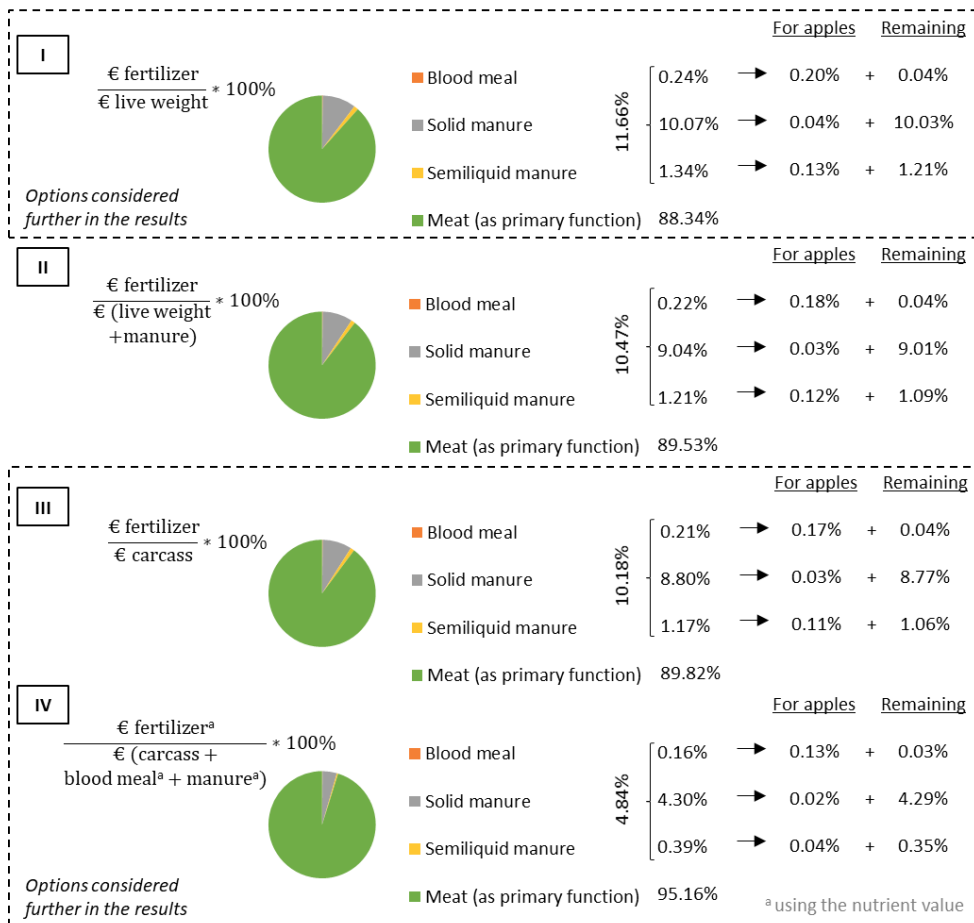 For apples Remaining
I
€ fertilizer
€ live weight
* 100%
Blood meal
0.24% 0.20% + 0.04%
11.66%
Solid manure
10.07% 0.04% + 10.03%
Semiliquid manure
1.34% 0.13% + 1.21%
Options considered
further in the results
Meat (as primary function) 88.34%
For apples Remaining
II
€ fertilizer
€ (live weight
+manure)
* 100%
Blood meal
0.22% 0.18% + 0.04%
10.47%
Solid manure
9.04% 0.03% + 9.01%
Semiliquid manure
1.21% 0.12% + 1.09%
Meat (as primary function) 89.53%
For apples Remaining
III
€ fertilizer
€ carcass
* 100%
Blood meal
0.21% 0.17% + 0.04%
10.18%
Solid manure
8.80% 0.03% + 8.77%
Semiliquid manure
1.17% 0.11% + 1.06%
Meat (as primary function) 89.82%
For apples Remaining
IV
€ fertilizerᵃ
€ (carcass +
blood mealᵃ + manureᵃ)
* 100%
Blood meal
0.16% 0.13% + 0.03%
4.84%
Solid manure
4.30% 0.02% + 4.29%
Semiliquid manure
0.39% 0.04% + 0.35%
Options considered
further in the results
Meat (as primary function) 95.16%
ᵃ using the nutrient value